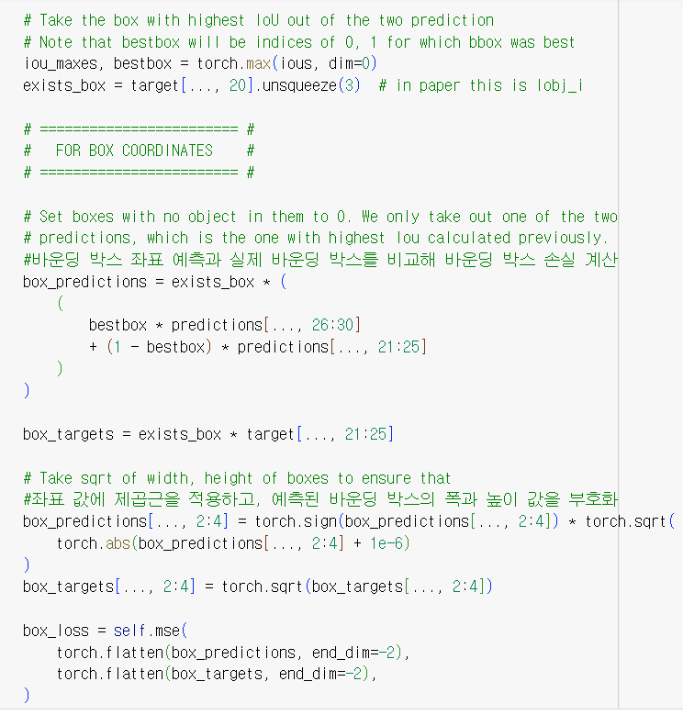 # Take the box with highest IoU out of the two prediction
# Note that bestbox will be indices of 0, 1 for which bbox was best
iou_maxes, bestbox = torch.max(ious, dim=0)
exists_box = target[..., 20].unsqueeze(3)  # in paper this is Iobj_i
# ======================== #
#   FOR BOX COORDINATES    #
# ======================== #
# Set boxes with no object in them to 0. We only take out one of the two
# predictions, which is the one with highest Iou calculated previously.
#바운딩 박스 좌표 예측과 실제 바운딩 박스를 비교해 바운딩 박스 손실 계산
box_predictions = exists_box * (
    (
        bestbox * predictions[..., 26:30]
        + (1 - bestbox) * predictions[..., 21:25]
    )
)
box_targets = exists_box * target[..., 21:25]
# Take sqrt of width, height of boxes to ensure that
#좌표 값에 제곱근을 적용하고, 예측된 바운딩 박스의 폭과 높이 값을 부호화
box_predictions[..., 2:4] = torch.sign(box_predictions[..., 2:4]) * torch.sqrt(
    torch.abs(box_predictions[..., 2:4] + 1e-6)
)
box_targets[..., 2:4] = torch.sqrt(box_targets[..., 2:4])
box_loss = self.mse(
    torch.flatten(box_predictions, end_dim=-2),
    torch.flatten(box_targets, end_dim=-2),
)